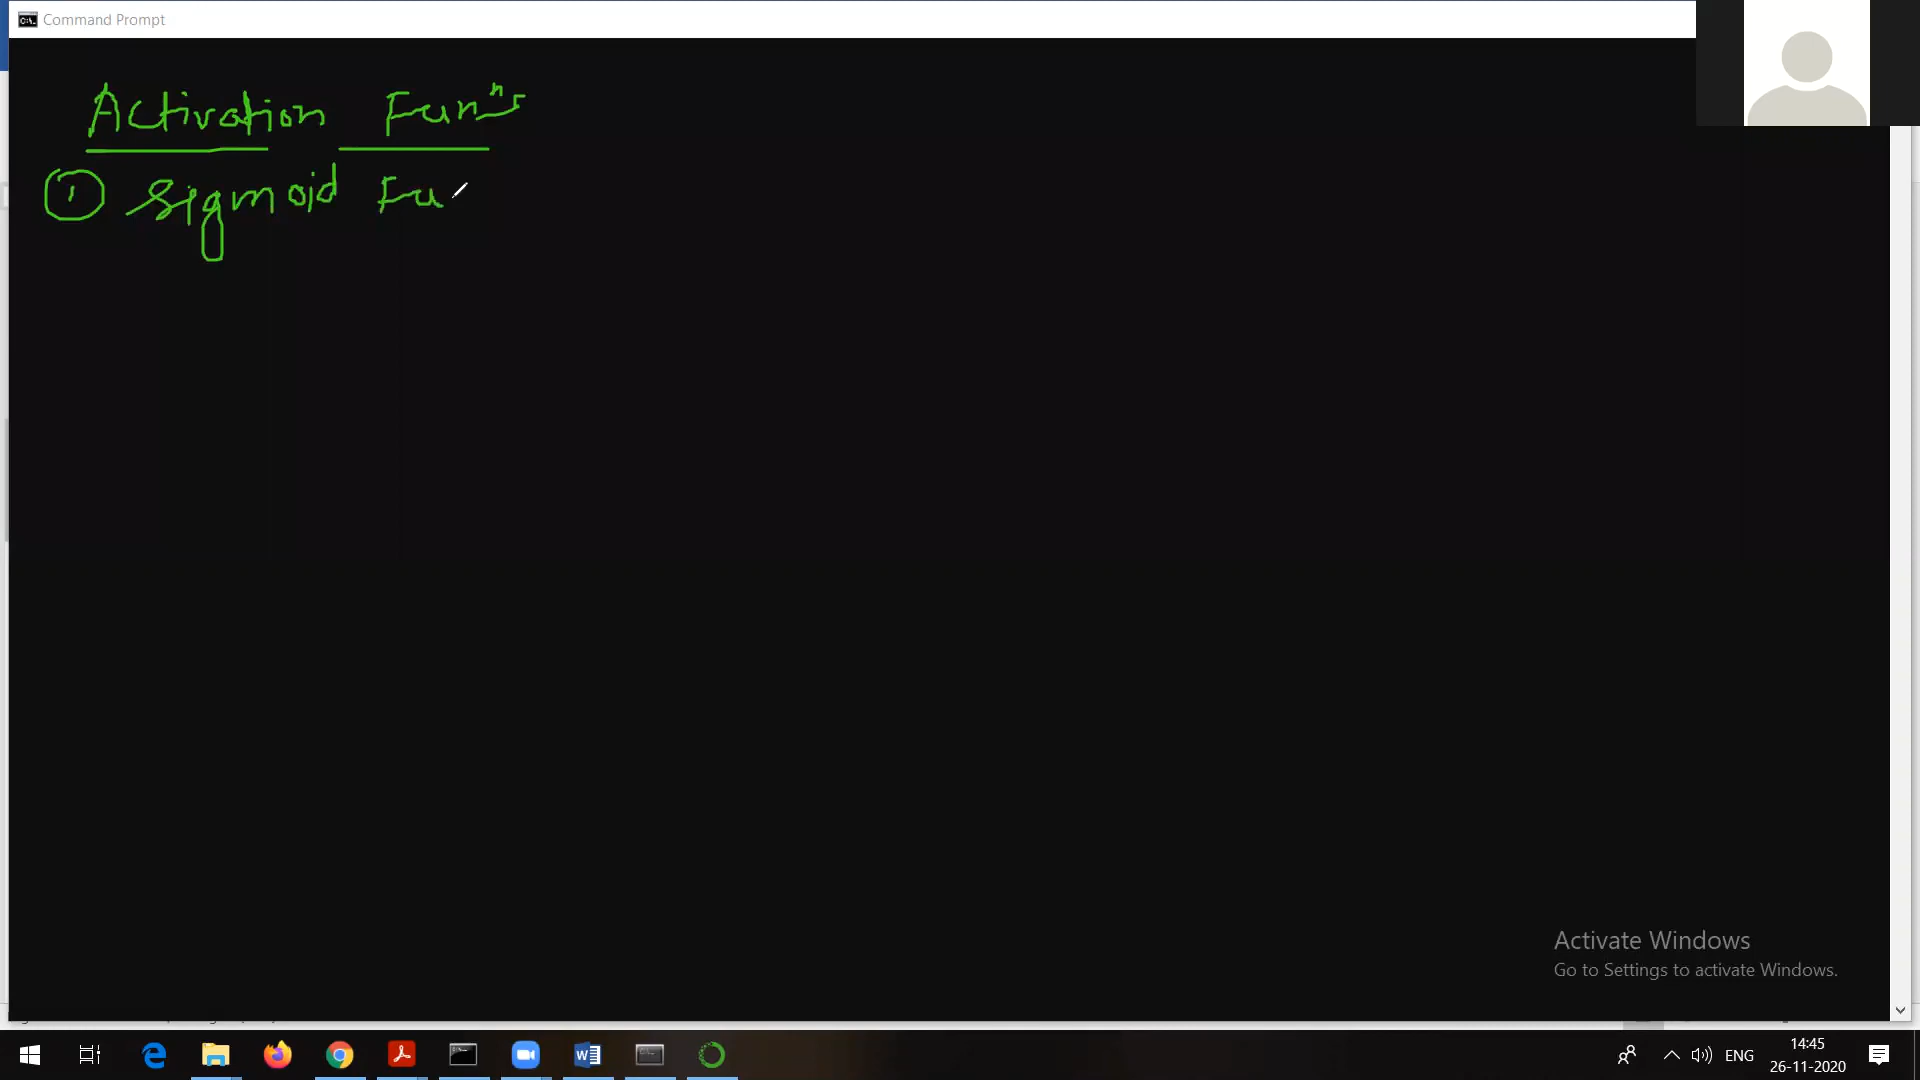 Command Prompt
Activation Funⁿs
① Sigmoid Fu
Activate Windows
Go to Settings to activate Windows.
ENG
14:45
26-11-2020